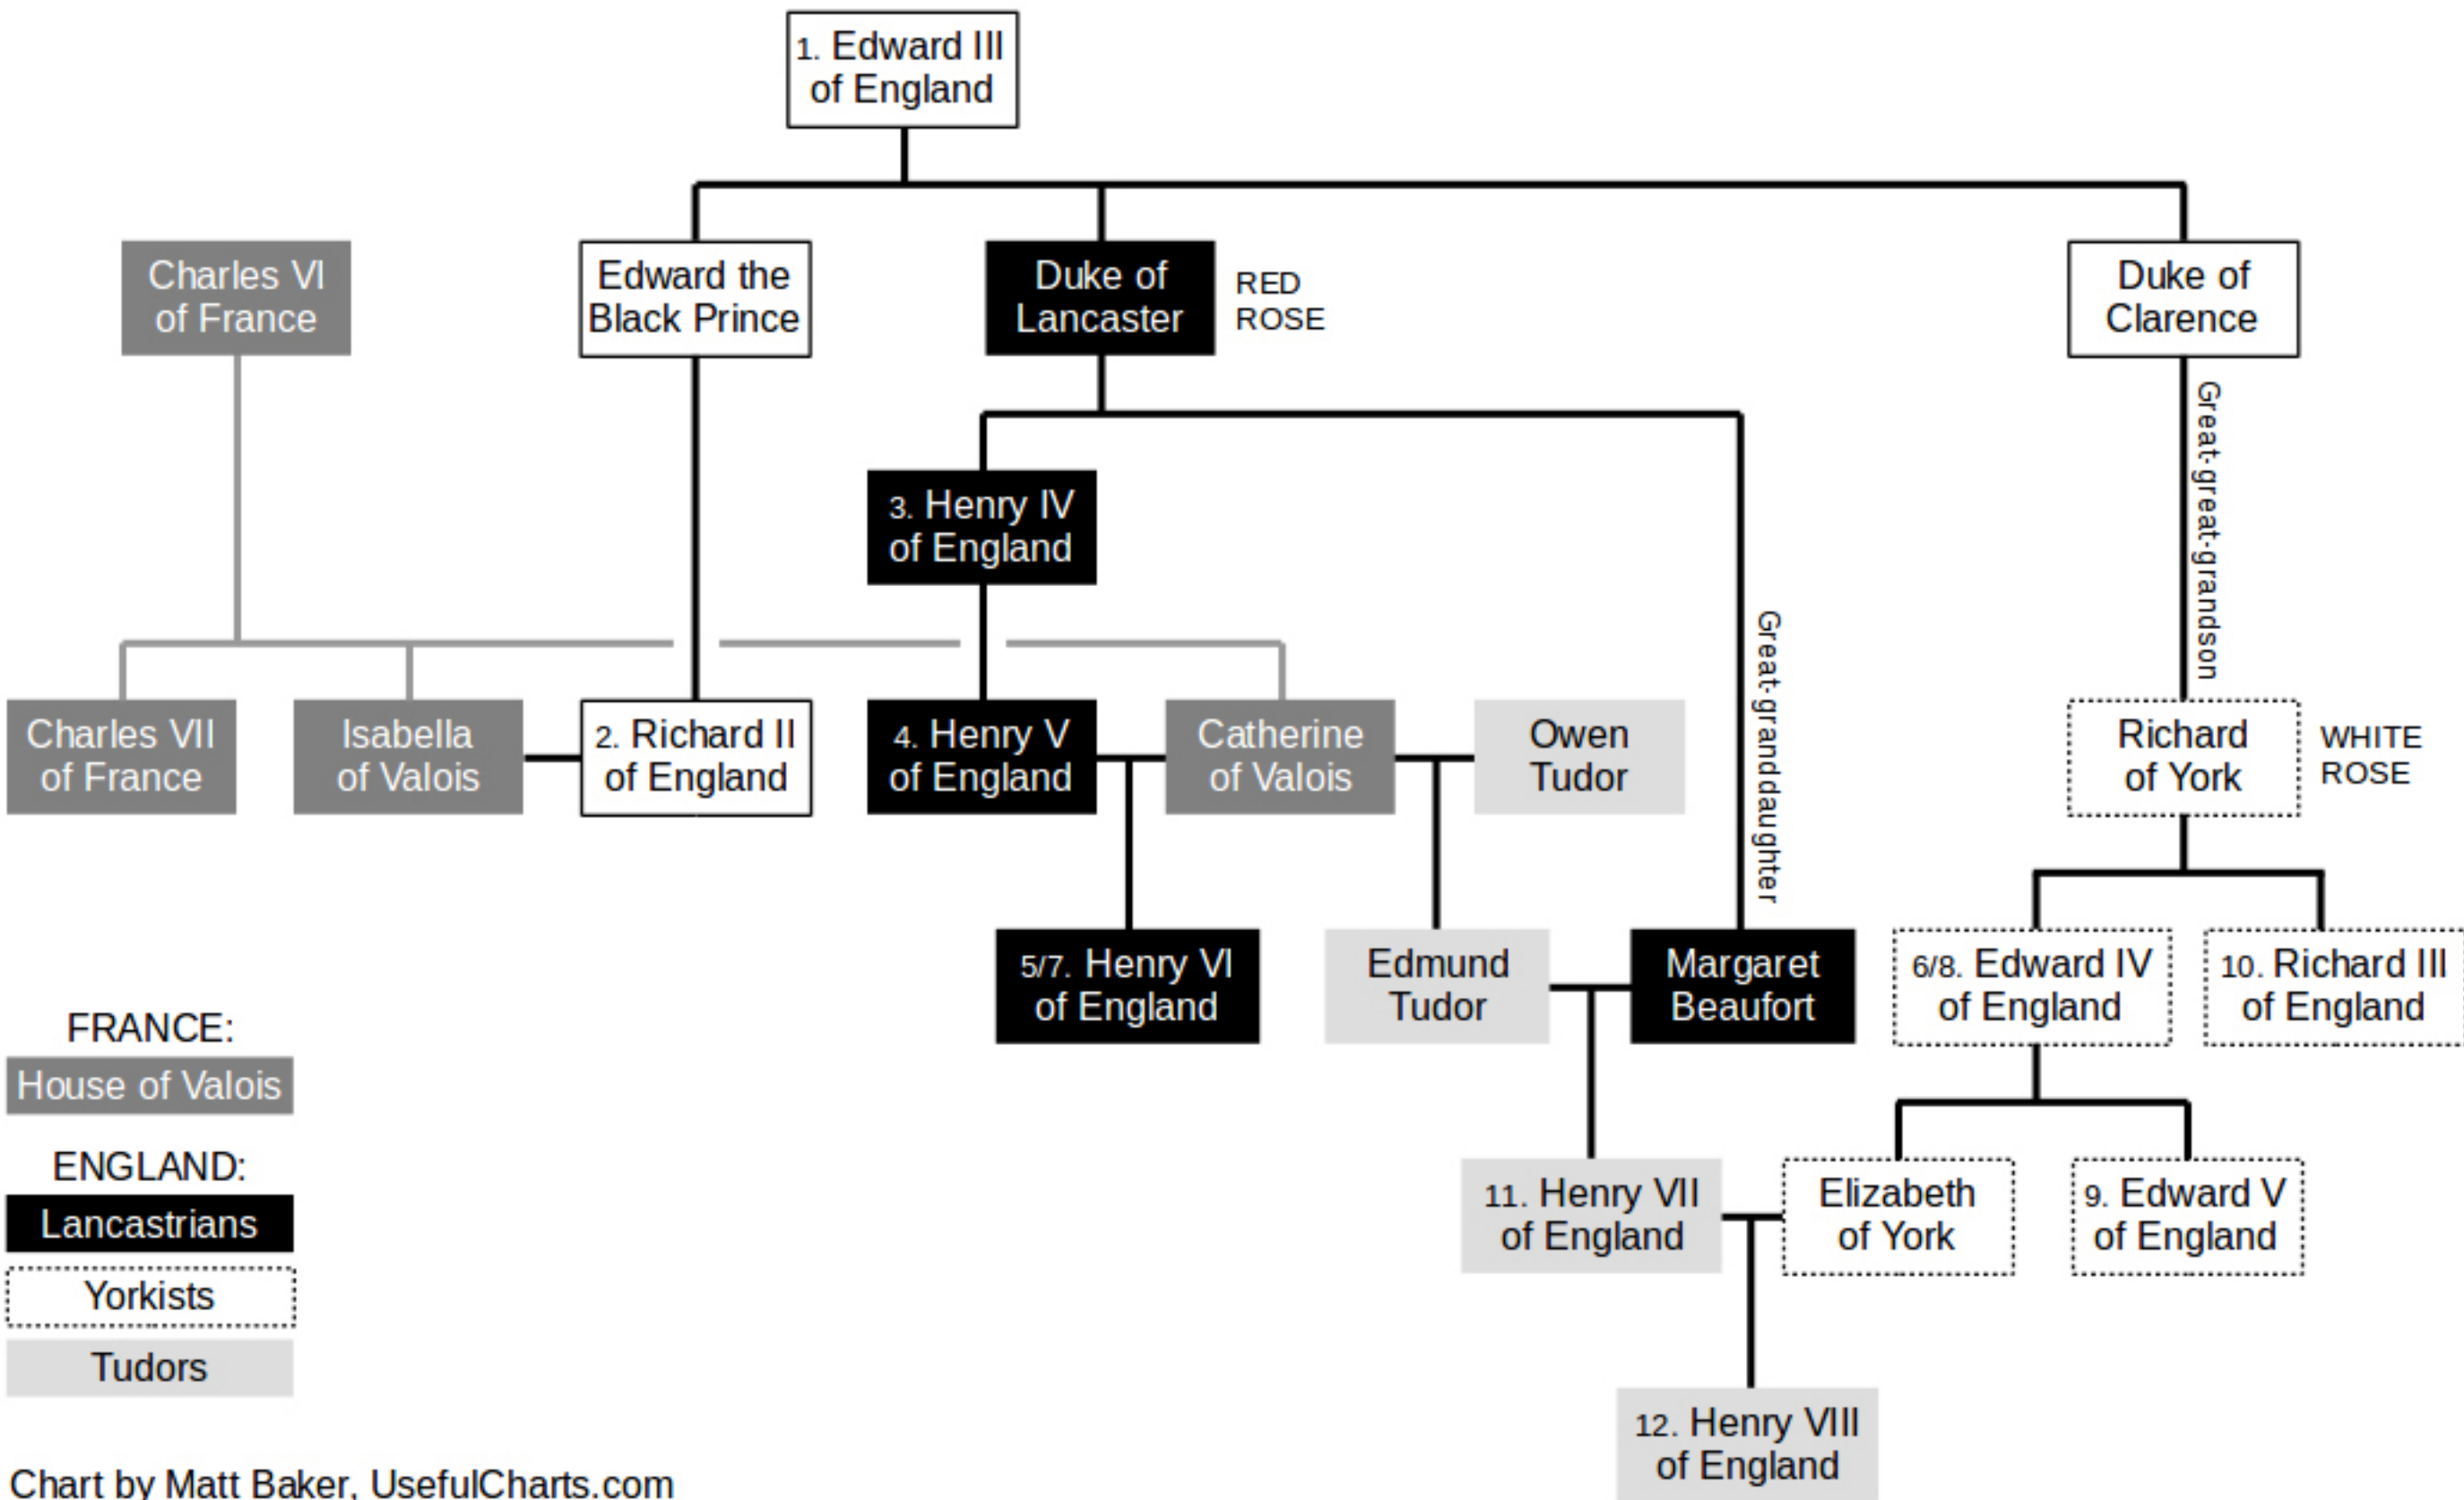 1. Edward III
of England
Charles VI
of France
Edward the
Black Prince
Duke of
Lancaster
RED
ROSE
Duke of
Clarence
Great-great-grandson
3. Henry IV
of England
Great-granddaughter
Charles VII
of France
Isabella
of Valois
2. Richard II
of England
4. Henry V
of England
Catherine
of Valois
Owen
Tudor
Richard
of York
WHITE
ROSE
5/7. Henry VI
of England
Edmund
Tudor
Margaret
Beaufort
6/8. Edward IV
of England
10. Richard III
of England
FRANCE:
House of Valois
ENGLAND:
Lancastrians
Yorkists
Tudors
11. Henry VII
of England
Elizabeth
of York
9. Edward V
of England
12. Henry VIII
of England
Chart by Matt Baker, UsefulCharts.com